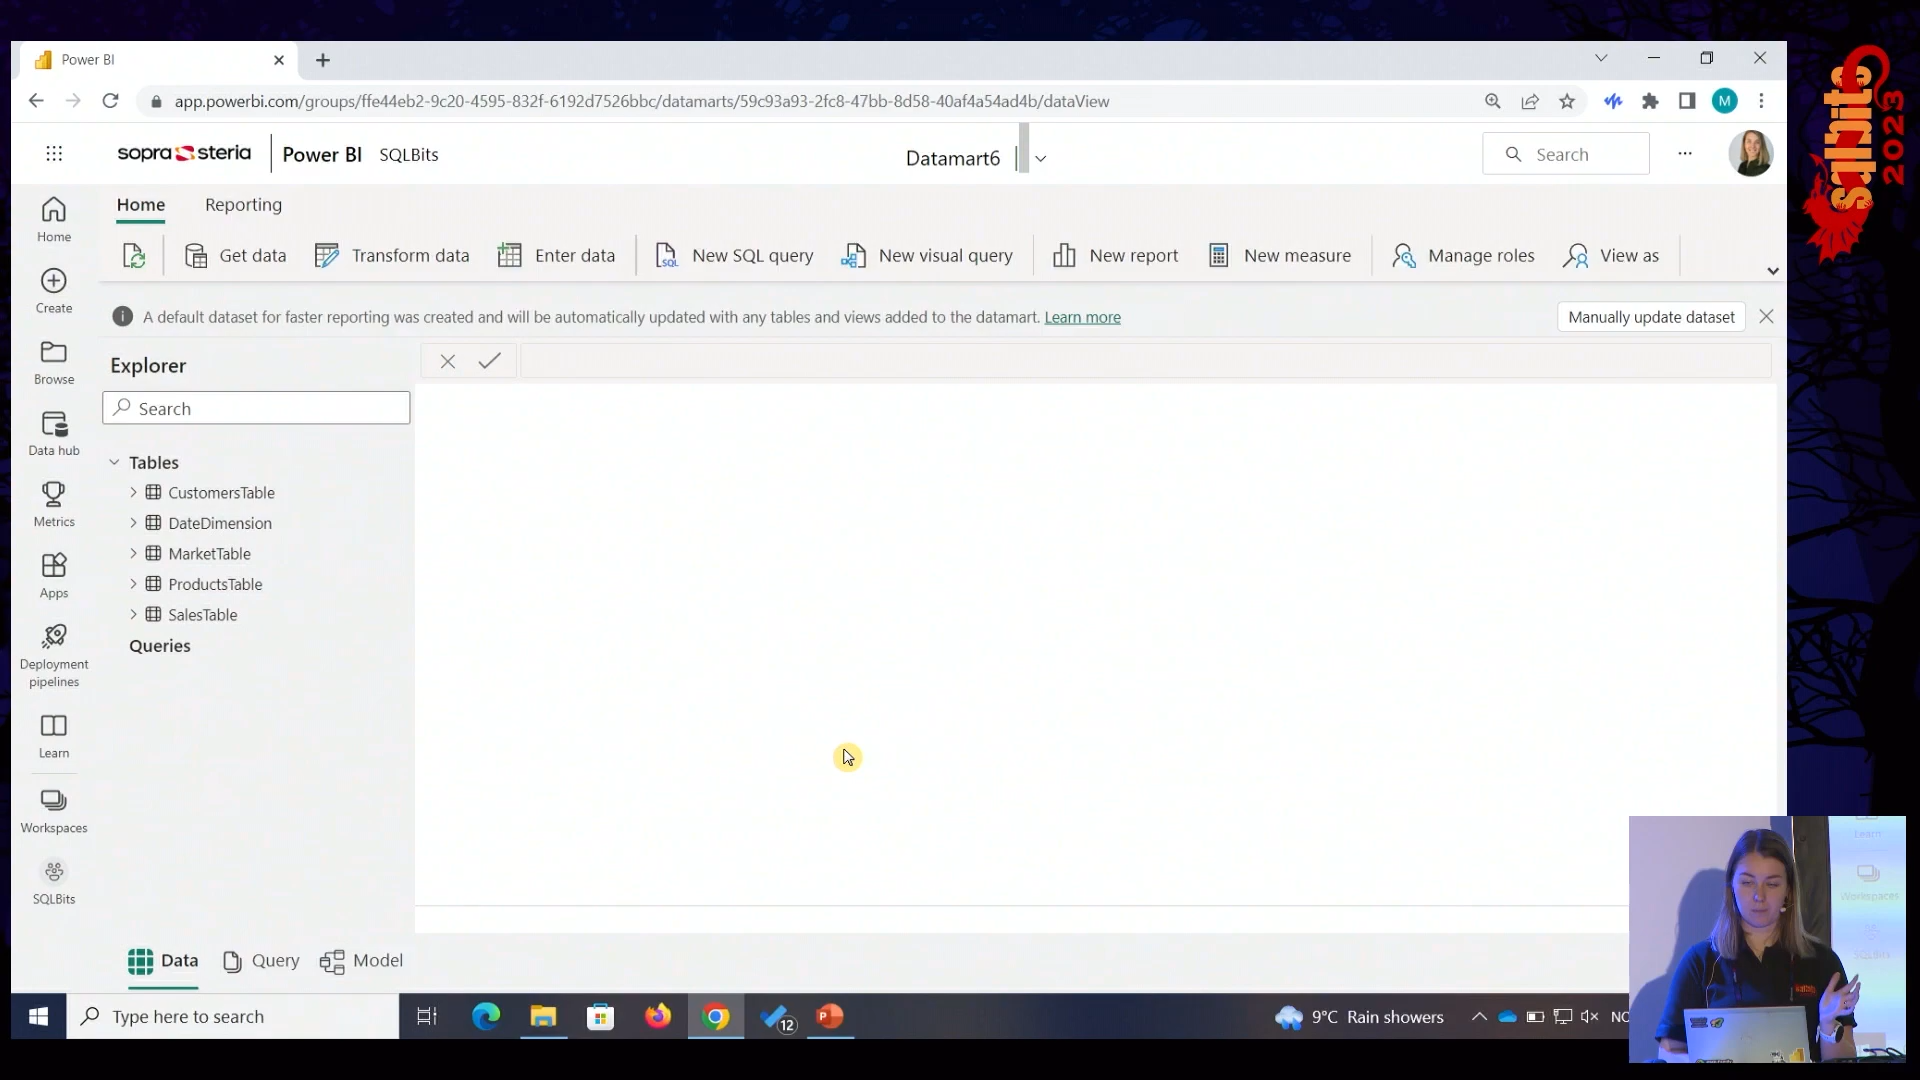 Power BI
app.powerbi.com/groups/ffe44eb2-9c20-4595-832f-6192d7526bbc/datamarts/59c93a93-2fc8-47bb-8d58-40af4a54ad4b/dataView
M
sopra steria
Power BI
SQLBits
Datamart6
Search
sqlbits
2023
Home
Reporting
Get data
Transform data
Enter data
New SQL query
New visual query
New report
New measure
Manage roles
View as
A default dataset for faster reporting was created and will be automatically updated with any tables and views added to the datamart. Learn more
Manually update dataset
Home
Create
Browse
Data hub
Metrics
Apps
Deployment
pipelines
Learn
Workspaces
SQLBits
Explorer
Search
Tables
CustomersTable
DateDimension
MarketTable
ProductsTable
SalesTable
Queries
Data
Query
Model
Type here to search
12
9°C Rain showers
Learn
Workspaces
SQLBits